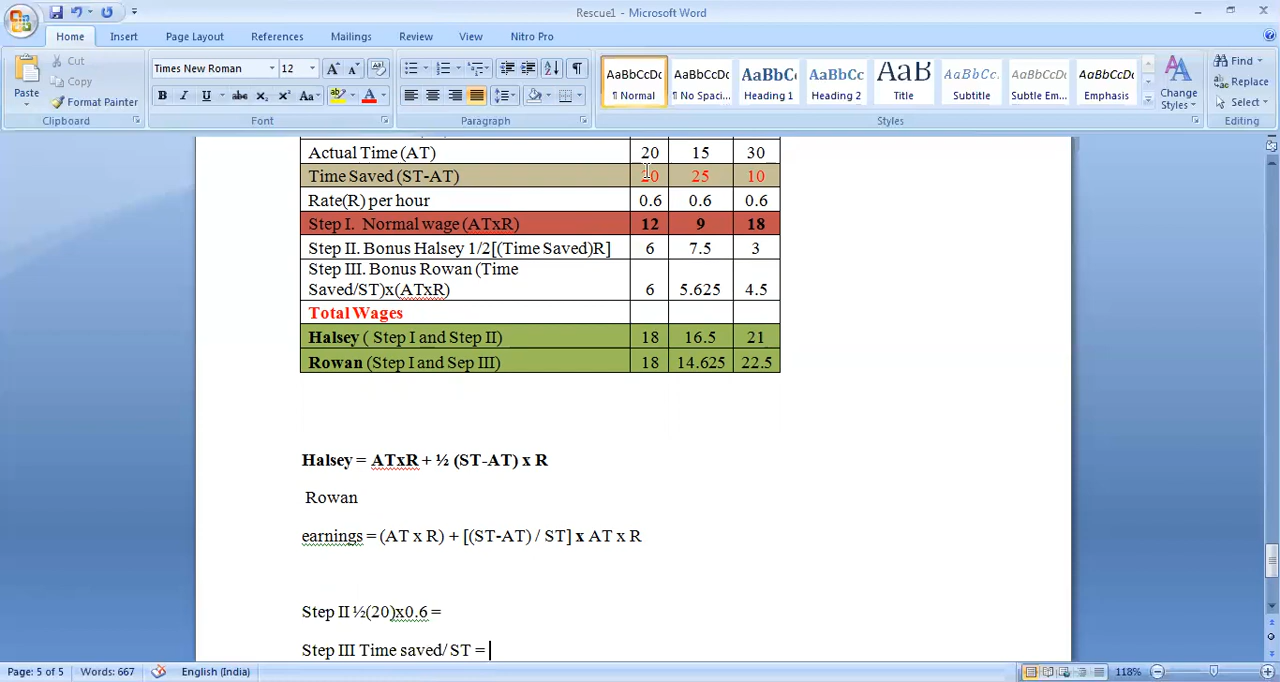 Rescue1 - Microsoft Word
Home Insert Page Layout References Mailings Review View Nitro Pro
Paste
Cut
Copy
Format Painter
Clipboard
Times New Roman 12
B I U abe X₂ X² Aa
Font
Paragraph
AaBbCcDc AaBbCcDc AaBbCc AaBbCc AaB AaBbCc AaBbCcDc AaBbCcDc
¶ Normal ¶ No Spaci... Heading 1 Heading 2 Title Subtitle Subtle Em... Emphasis
Change
Styles
Styles
Find
Replace
Select
Editing
Actual Time (AT) 20 15 30
Time Saved (ST-AT) 20 25 10
Rate(R) per hour 0.6 0.6 0.6
Step I. Normal wage (ATxR) 12 9 18
Step II. Bonus Halsey 1/2[(Time Saved)R] 6 7.5 3
Step III. Bonus Rowan (Time
Saved/ST)x(ATxR) 6 5.625 4.5
Total Wages
Halsey ( Step I and Step II) 18 16.5 21
Rowan (Step I and Sep III) 18 14.625 22.5
Halsey = ATxR + ½ (ST-AT) x R
Rowan
earnings = (AT x R) + [(ST-AT) / ST] x AT x R
Step II ½(20)x0.6 =
Step III Time saved/ ST =
Page: 5 of 5 Words: 667 English (India) 118%